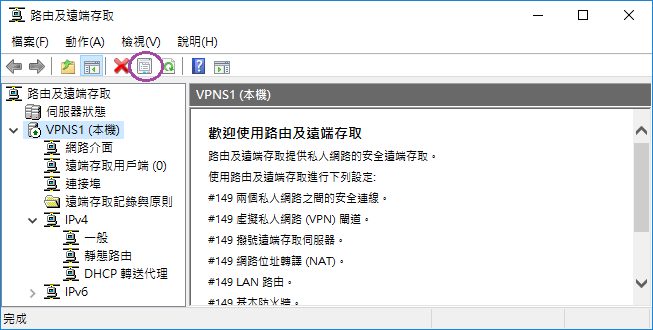 路由及遠端存取
檔案(F) 動作(A) 檢視(V) 說明(H)
路由及遠端存取
伺服器狀態
VPNS1 (本機)
網路介面
遠端存取用戶端 (0)
連接埠
遠端存取記錄與原則
IPv4
一般
靜態路由
DHCP 轉送代理
IPv6
VPNS1 (本機)
歡迎使用路由及遠端存取
路由及遠端存取提供私人網路的安全遠端存取。
使用路由及遠端存取進行下列設定:
#149 兩個私人網路之間的安全連線。
#149 虛擬私人網路 (VPN) 閘道。
#149 撥號遠端存取伺服器。
#149 網路位址轉譯 (NAT)。
#149 LAN 路由。
#149 基本防火牆。
完成